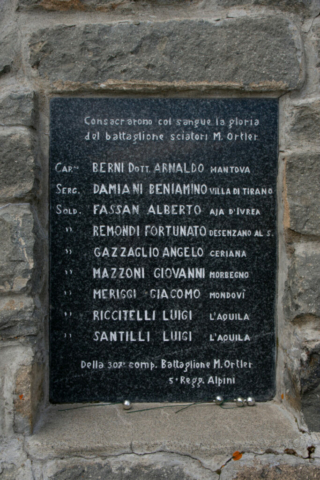 Consacrarono col sangue la gloria
del battaglione sciatori M. Ortler
Cap.no BERNI DOTT. ARNALDO MANTOVA
Serg. DAMIANI BENIAMINO VILLA DI TIRANO
Sold. FASSAN ALBERTO AJA D'IVREA
" REMONDI FORTUNATO DESENZANO AL S.
" GAZZAGLIO ANGELO CERIANA
" MAZZONI GIOVANNI MORBEGNO
" MERIGGI GIACOMO MONDOVÌ
" RICCITELLI LUIGI L'AQUILA
" SANTILLI LUIGI L'AQUILA
Della 307ª comp. Battaglione M. Ortler
5º Regg. Alpini